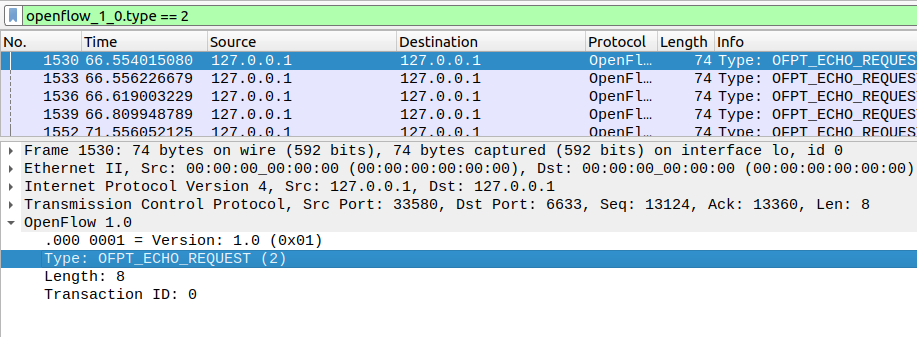 openflow_1_0.type == 2
No. Time Source Destination Protocol Length Info
1530 66.554015080 127.0.0.1 127.0.0.1 OpenFl… 74 Type: OFPT_ECHO_REQUES
1533 66.556226679 127.0.0.1 127.0.0.1 OpenFl… 74 Type: OFPT_ECHO_REQUES
1536 66.619003229 127.0.0.1 127.0.0.1 OpenFl… 74 Type: OFPT_ECHO_REQUES
1539 66.809948789 127.0.0.1 127.0.0.1 OpenFl… 74 Type: OFPT_ECHO_REQUES
1552 71.556052125 127.0.0.1 127.0.0.1 OpenFl… 74 Type: OFPT_ECHO_REQUES
Frame 1530: 74 bytes on wire (592 bits), 74 bytes captured (592 bits) on interface lo, id 0
Ethernet II, Src: 00:00:00_00:00:00 (00:00:00:00:00:00), Dst: 00:00:00_00:00:00 (00:00:00:00:00:00)
Internet Protocol Version 4, Src: 127.0.0.1, Dst: 127.0.0.1
Transmission Control Protocol, Src Port: 33580, Dst Port: 6633, Seq: 13124, Ack: 13360, Len: 8
OpenFlow 1.0
.000 0001 = Version: 1.0 (0x01)
Type: OFPT_ECHO_REQUEST (2)
Length: 8
Transaction ID: 0